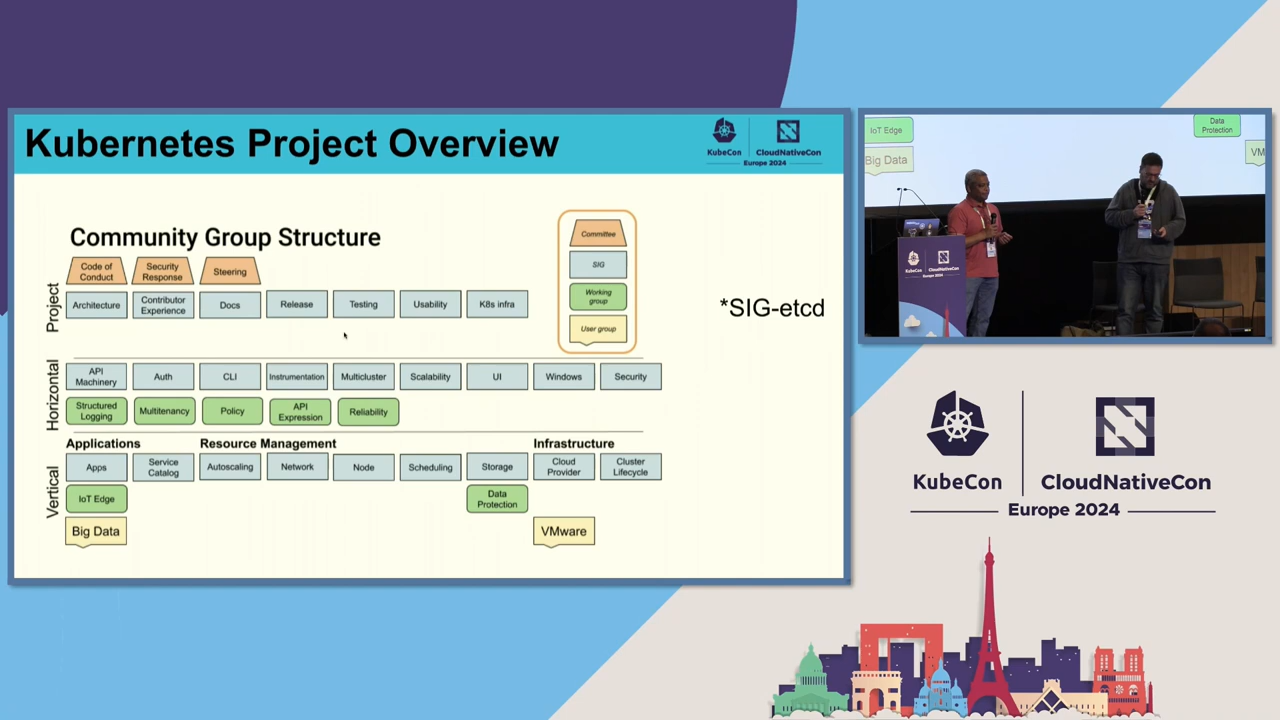 Kubernetes Project Overview
KubeCon
CloudNativeCon
Europe 2024
Community Group Structure
Committee
SIG
Working
group
User group
*SIG-etcd
Project
Code of
Conduct
Security
Response
Steering
Architecture
Contributor
Experience
Docs
Release
Testing
Usability
K8s infra
Horizontal
API
Machinery
Auth
CLI
Instrumentation
Multicluster
Scalability
UI
Windows
Security
Structured
Logging
Multitenancy
Policy
API
Expression
Reliability
Vertical
Applications
Resource Management
Infrastructure
Apps
Service
Catalog
Autoscaling
Network
Node
Scheduling
Storage
Cloud
Provider
Cluster
Lifecycle
IoT Edge
Data
Protection
Big Data
VMware
IoT Edge
Big Data
Data
Protection
VM
KubeCon
CloudNativeCon
KubeCon
CloudNativeCon
Europe 2024